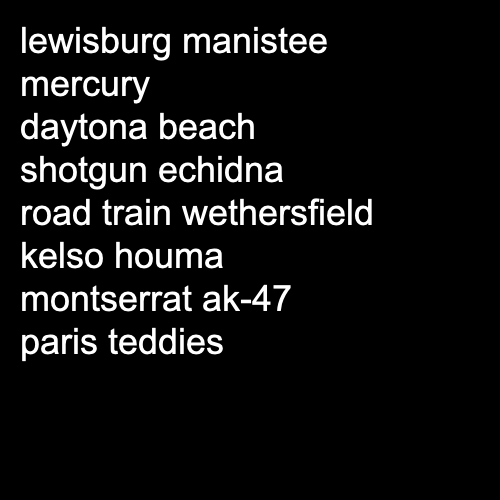 lewisburg manistee
mercury
daytona beach
shotgun echidna
road train wethersfield
kelso houma
montserrat ak-47
paris teddies